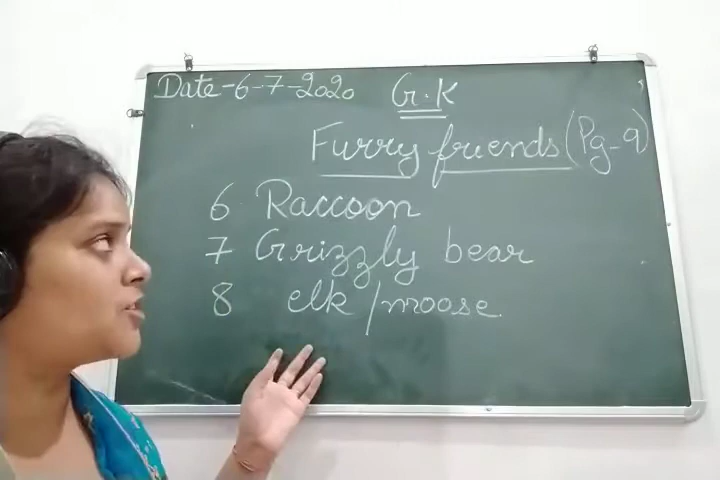 Date-6-7-2020 G.K
Furry friends (Pg-9)
6 Raccoon
7 Grizzly bear
8 elk/moose.